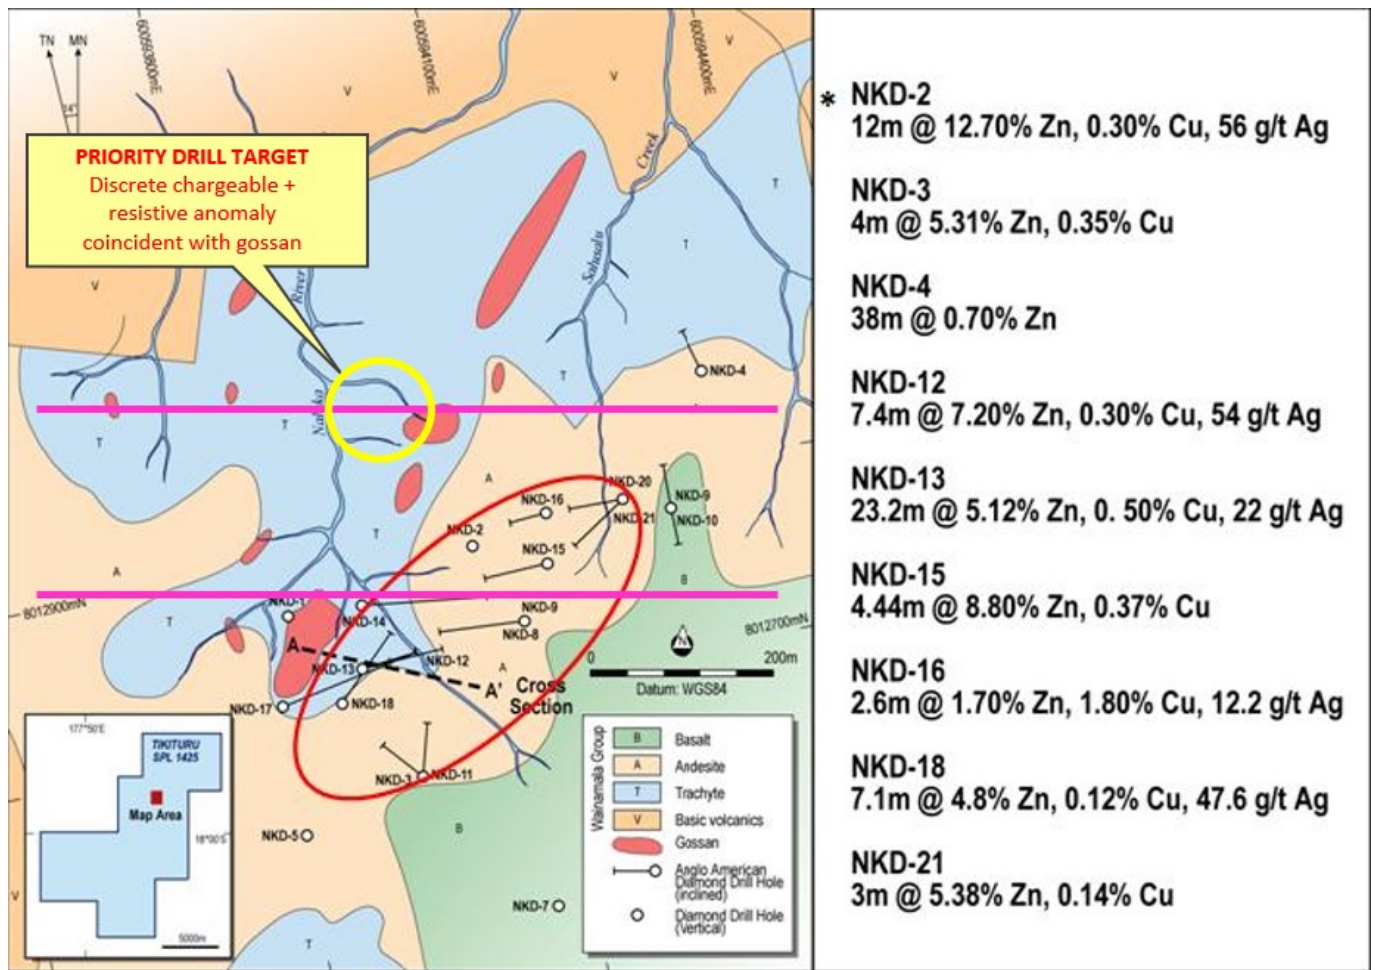 TN MN
14°
600593800mE
600594100mE
600594400mE
V
V
V
PRIORITY DRILL TARGET
Discrete chargeable +
resistive anomaly
coincident with gossan
Creek
T
T
Sabusalu
V
River
T
NKD-4
T
T
T
A
NKD-20
NKD-16
NKD-9
NKD-21
NKD-10
NKD-2
T
NKD-15
A
B
8012900mN
NKD-1
NKD-14
NKD-9
NKD-8
8012700mN
T
N
A
NKD-13
NKD-12
A
0 200m
Datum: WGS84
A'
Cross
Section
NKD-17
NKD-18
NKD-3
NKD-11
NKD-5
B
NKD-7
V
T
177°50'E
TIKITURU
SPL 1425
Map Area
18°00'S
5000m
Wainamala Group
B Basalt
A Andesite
T Trachyte
V Basic volcanics
Gossan
Anglo American
Diamond Drill Hole
(inclined)
Diamond Drill Hole
(Vertical)
* NKD-2
12m @ 12.70% Zn, 0.30% Cu, 56 g/t Ag
NKD-3
4m @ 5.31% Zn, 0.35% Cu
NKD-4
38m @ 0.70% Zn
NKD-12
7.4m @ 7.20% Zn, 0.30% Cu, 54 g/t Ag
NKD-13
23.2m @ 5.12% Zn, 0. 50% Cu, 22 g/t Ag
NKD-15
4.44m @ 8.80% Zn, 0.37% Cu
NKD-16
2.6m @ 1.70% Zn, 1.80% Cu, 12.2 g/t Ag
NKD-18
7.1m @ 4.8% Zn, 0.12% Cu, 47.6 g/t Ag
NKD-21
3m @ 5.38% Zn, 0.14% Cu